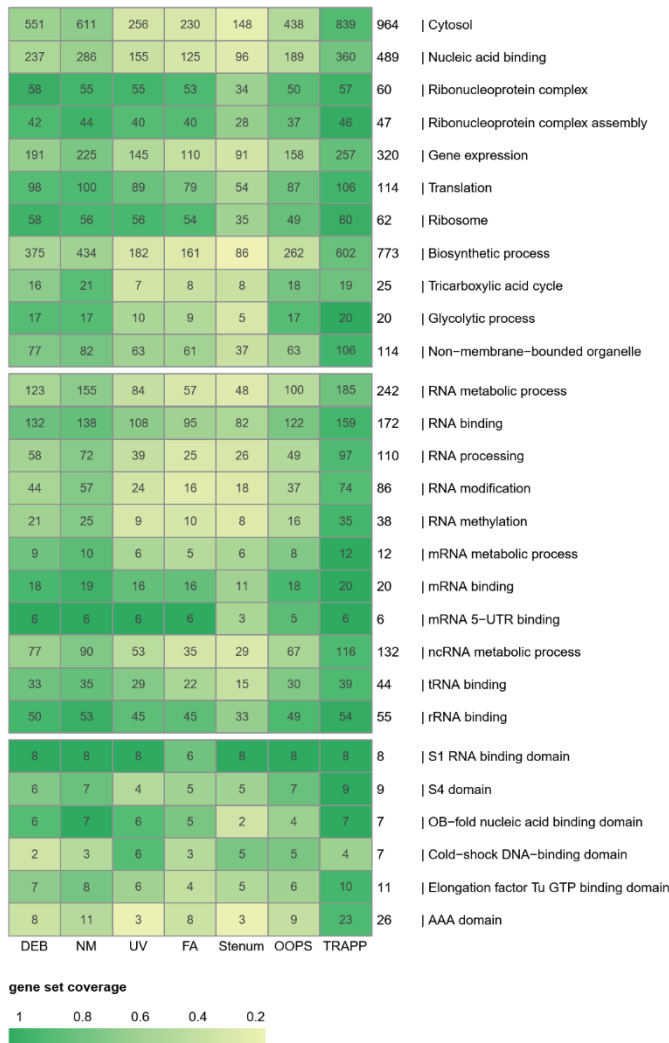 551 611 256 230 148 438 839 964 | Cytosol
237 286 155 125 96 189 360 489 | Nucleic acid binding
58 55 55 53 34 50 57 60 | Ribonucleoprotein complex
42 44 40 40 28 37 46 47 | Ribonucleoprotein complex assembly
191 225 145 110 91 158 257 320 | Gene expression
98 100 89 79 54 87 106 114 | Translation
58 56 56 54 35 49 60 62 | Ribosome
375 434 182 161 86 262 602 773 | Biosynthetic process
16 21 7 8 8 18 19 25 | Tricarboxylic acid cycle
17 17 10 9 5 17 20 20 | Glycolytic process
77 82 63 61 37 63 106 114 | Non−membrane−bounded organelle
123 155 84 57 48 100 185 242 | RNA metabolic process
132 138 108 95 82 122 159 172 | RNA binding
58 72 39 25 26 49 97 110 | RNA processing
44 57 24 16 18 37 74 86 | RNA modification
21 25 9 10 8 16 35 38 | RNA methylation
9 10 6 5 6 8 12 12 | mRNA metabolic process
18 19 16 16 11 18 20 20 | mRNA binding
6 6 6 6 3 5 6 6 | mRNA 5−UTR binding
77 90 53 35 29 67 116 132 | ncRNA metabolic process
33 35 29 22 15 30 39 44 | tRNA binding
50 53 45 45 33 49 54 55 | rRNA binding
8 8 8 6 8 8 8 8 | S1 RNA binding domain
6 7 4 5 5 7 9 9 | S4 domain
6 7 6 5 2 4 7 7 | OB−fold nucleic acid binding domain
2 3 6 3 5 5 4 7 | Cold−shock DNA−binding domain
7 8 6 4 5 6 10 11 | Elongation factor Tu GTP binding domain
8 11 3 8 3 9 23 26 | AAA domain
DEB NM UV FA Stenum OOPS TRAPP
gene set coverage
1 0.8 0.6 0.4 0.2